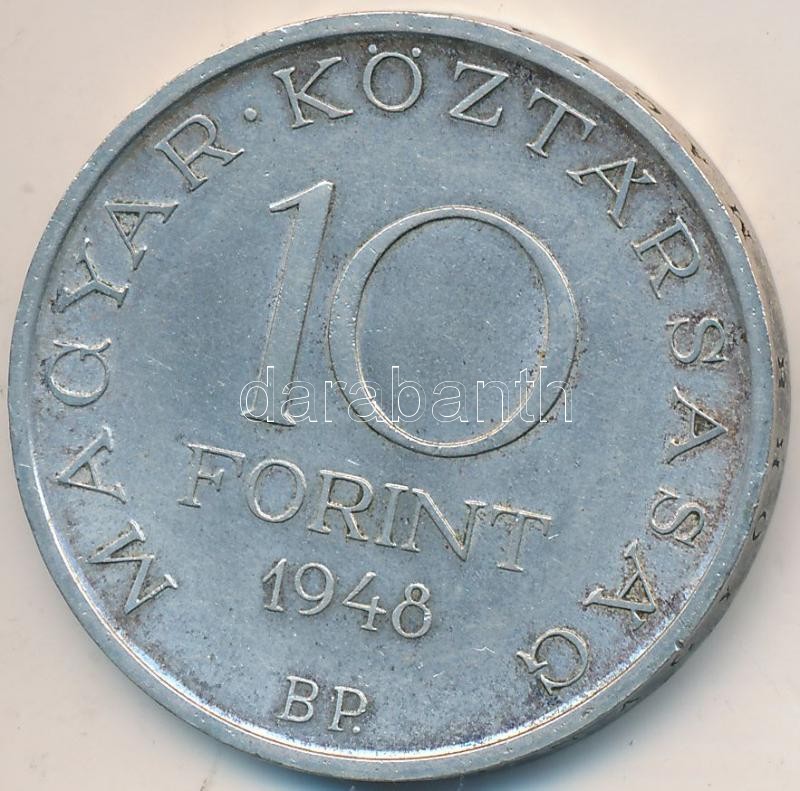 MAGYAR · KÖZTÁRSASÁG
10
FORINT
1948
BP.
darabanth